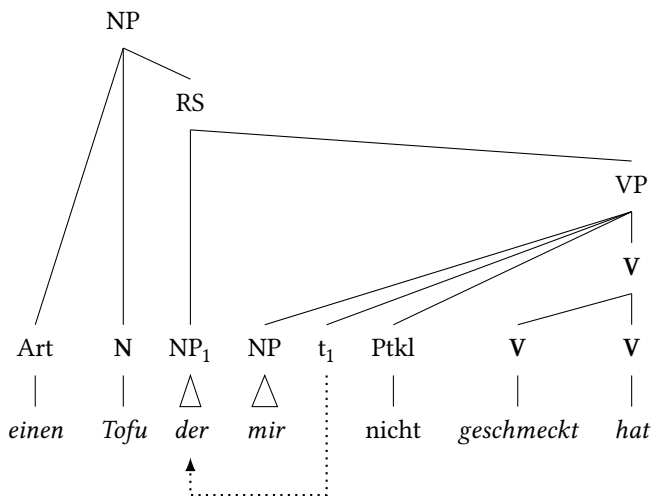 NP
RS
VP
V
Art N NP1 NP t1 Ptkl V V
einen Tofu der mir nicht geschmeckt hat